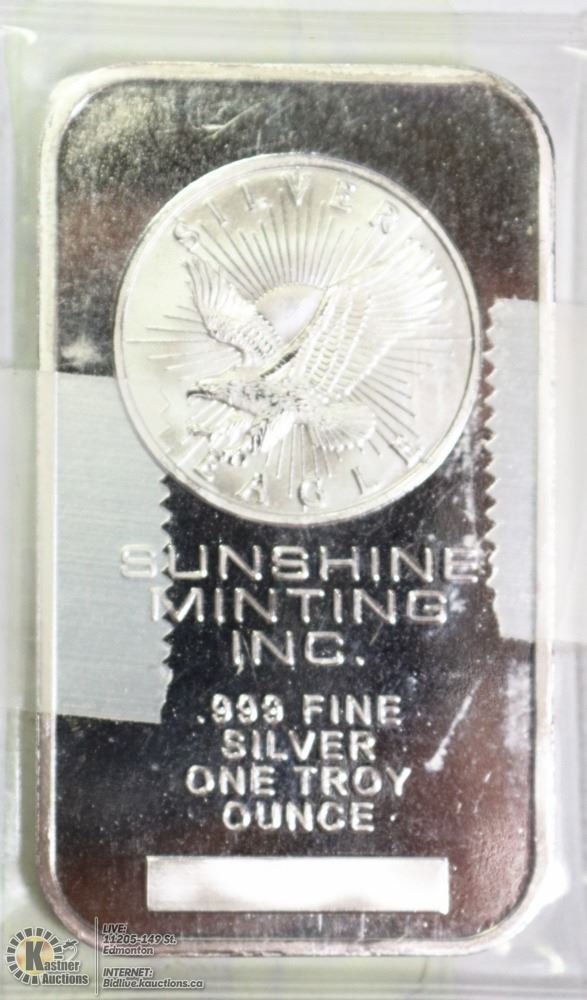 SILVER
EAGLE
SUNSHINE
MINTING
INC.
.999 FINE
SILVER
ONE TROY
OUNCE
Kastner
Auctions
LIVE:
11205-149 St.
Edmonton
INTERNET:
Bidlive.kauctions.ca